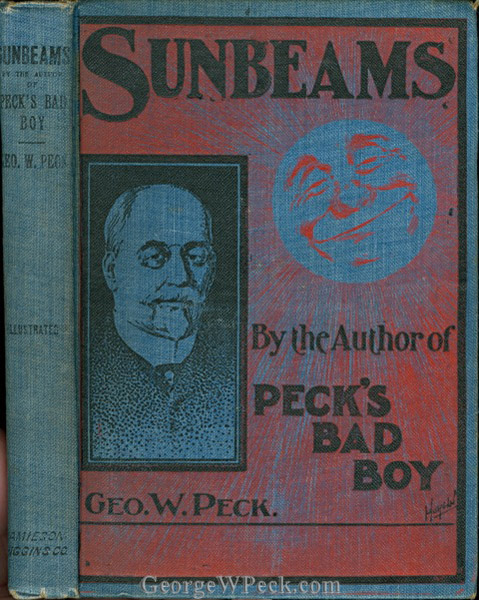 SUNBEAMS
BY THE AUTHOR
OF
PECK'S BAD
BOY
GEO. W. PECK
ILLUSTRATED
JAMIESON
HIGGINS CO.
SUNBEAMS
By the Author of
PECK'S
BAD
BOY
GEO. W. PECK.
GeorgeWPeck.com